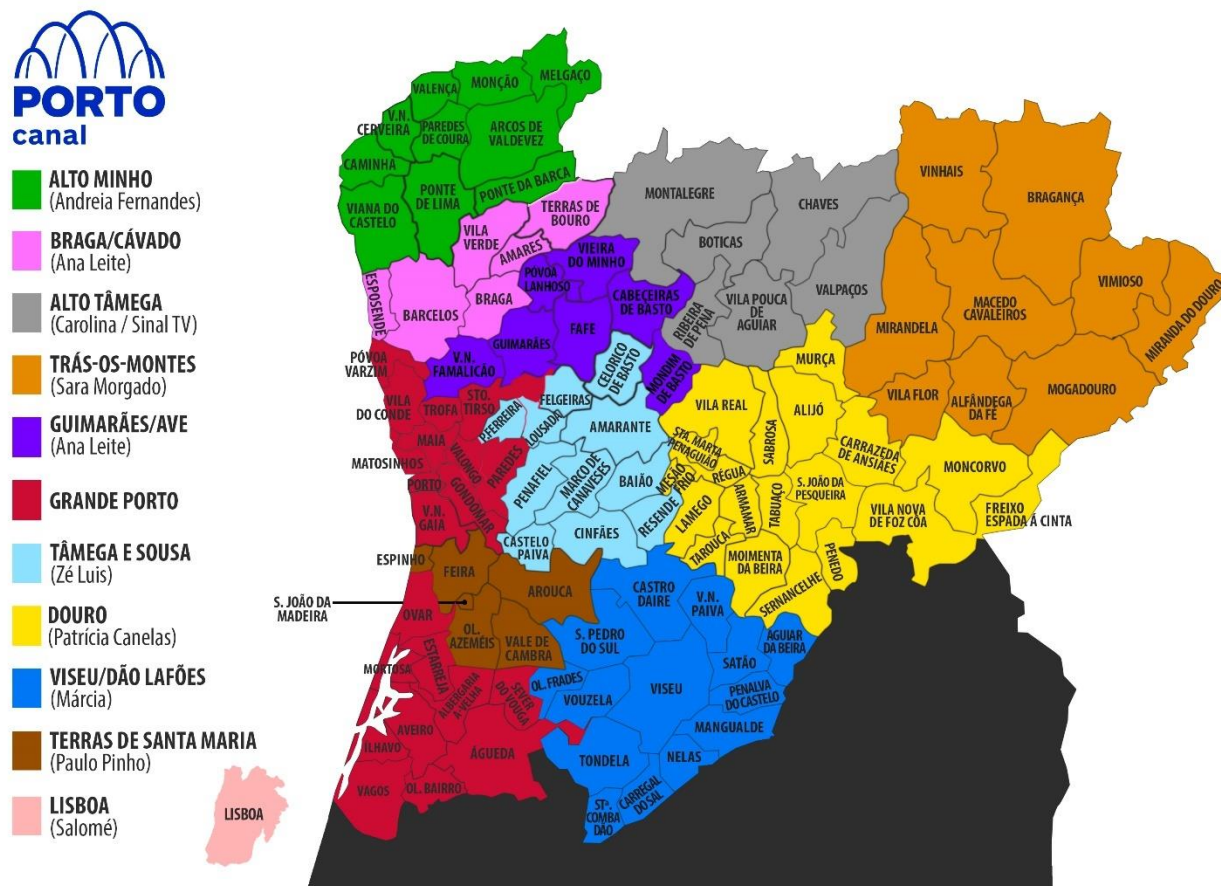 PORTO
canal
ALTO MINHO
(Andreia Fernandes)
BRAGA/CÁVADO
(Ana Leite)
ALTO TÂMEGA
(Carolina / Sinal TV)
TRÁS-OS-MONTES
(Sara Morgado)
GUIMARÃES/AVE
(Ana Leite)
GRANDE PORTO
TÂMEGA E SOUSA
(Zé Luis)
DOURO
(Patrícia Canelas)
VISEU/DÃO LAFÕES
(Márcia)
TERRAS DE SANTA MARIA
(Paulo Pinho)
LISBOA
(Salomé)
LISBOA
MELGAÇO
MONÇÃO
VALENÇA
V.N.
CERVEIRA
PAREDES
DE COURA
ARCOS DE
VALDEVEZ
CAMINHA
PONTE
DE LIMA
PONTE DA BARCA
VIANA DO
CASTELO
TERRAS DE
BOURO
VILA
VERDE
AMARES
ESPOSENDE
BARCELOS
BRAGA
MONTALEGRE
CHAVES
BOTICAS
VALPAÇOS
RIBEIRA
DE PENA
VILA POUCA
DE
AGUIAR
VINHAIS
BRAGANÇA
VIMIOSO
MIRANDA DO DOURO
MACEDO
CAVALEIROS
MIRANDELA
MOGADOURO
VILA FLOR
ALFÂNDEGA
DA FÉ
VIEIRA
DO MINHO
PÓVOA
LANHOSO
CABEÇEIRAS
DE BASTO
FAFE
GUIMARÃES
V.N.
FAMALICÃO
MONDIM
DE BASTO
PÓVOA
VARZIM
VILA
DO CONDE
TROFA
STO.
TIRSO
MAIA
VALONGO
PAREDES
MATOSINHOS
PORTO
GONDOMAR
V.N.
GAIA
CELORICO
DE BASTO
FELGEIRAS
P.FERREIRA
LOUSADA
AMARANTE
PENAFIEL
MARCO DE
CANAVESES
BAIÃO
RESENDE
CINFÃES
CASTELO
PAIVA
MURÇA
VILA REAL
ALIJÓ
SABROSA
STA. MARTA
PENAGUIÃO
CARRAZEDA
DE ANSIÃES
MONCORVO
MESÃO
FRIO
RÉGUA
LAMEGO
ARMAMAR
TABUAÇO
S. JOÃO DA
PESQUEIRA
VILA NOVA
DE FOZ CÔA
FREIXO
ESPADA Á CINTA
TAROUCA
MOIMENTA
DA BEIRA
PENEDO
SERNANCELHE
ESPINHO
FEIRA
AROUCA
S. JOÃO DA
MADEIRA
OL.
AZEMÉIS
VALE DE
CAMBRA
OVAR
ESTABREJA
MORTOSA
ALBERGARIA
A VELHA
SEVER
DO VOUGA
AVEIRO
ILHAVO
ÁGUEDA
VAGOS
OL. BAIRRO
CASTRO
DAIRE
V.N.
PAIVA
S. PEDRO
DO SUL
AGUIAR
DA BEIRA
SATÃO
OL. FRADES
VOUZELA
VISEU
PENALVA
DO CASTELO
MANGUALDE
TONDELA
NELAS
CARREGAL
DO SAL
STª.
COMBA
DÃO